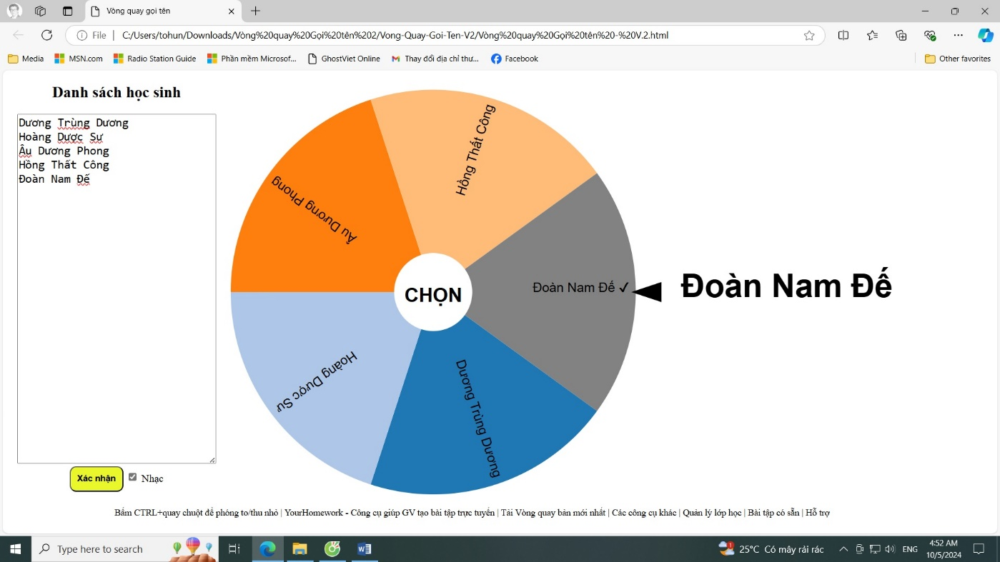 Vòng quay gọi tên
File
C:/Users/tohun/Downloads/Vòng%20quay%20Gọi%20tên%202/Vong-Quay-Goi-Ten-V2/Vòng%20quay%20Gọi%20tên%20-%20V.2.html
Media MSN.com Radio Station Guide Phần mềm Microsof... GhostViet Online Thay đổi địa chỉ thư... Facebook Other favorites
Danh sách học sinh
Dương Trùng Dương
Hoàng Dược Sư
Âu Dương Phong
Hồng Thất Công
Đoàn Nam Đế
Hồng Thất Công
Âu Dương Phong
Đoàn Nam Đế ✓
Đoàn Nam Đế
CHỌN
Hoàng Dược Sư
Dương Trùng Dương
Xác nhận Nhạc
Bấm CTRL+quay chuột để phóng to/thu nhỏ | YourHomework - Công cụ giúp GV tạo bài tập trực tuyến | Tải Vòng quay bản mới nhất | Các công cụ khác | Quản lý lớp học | Bài tập có sẵn | Hỗ trợ
Type here to search
25°C Có mây rải rác
ENG
4:52 AM
10/5/2024